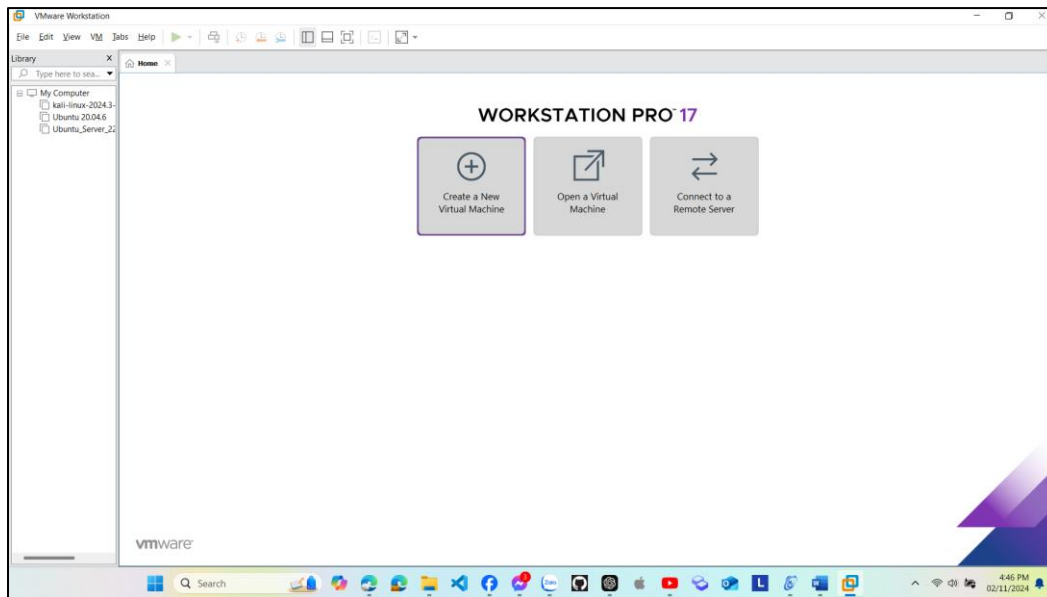 VMware Workstation
File Edit View VM Tabs Help
Library X
Type here to sea...
Home
My Computer
kali-linux-2024.3-
Ubuntu 20.04.6
Ubuntu_Server_22
WORKSTATION PRO™ 17
Create a New
Virtual Machine
Open a Virtual
Machine
Connect to a
Remote Server
vmware
Search
Zalo
L
4:46 PM
02/11/2024